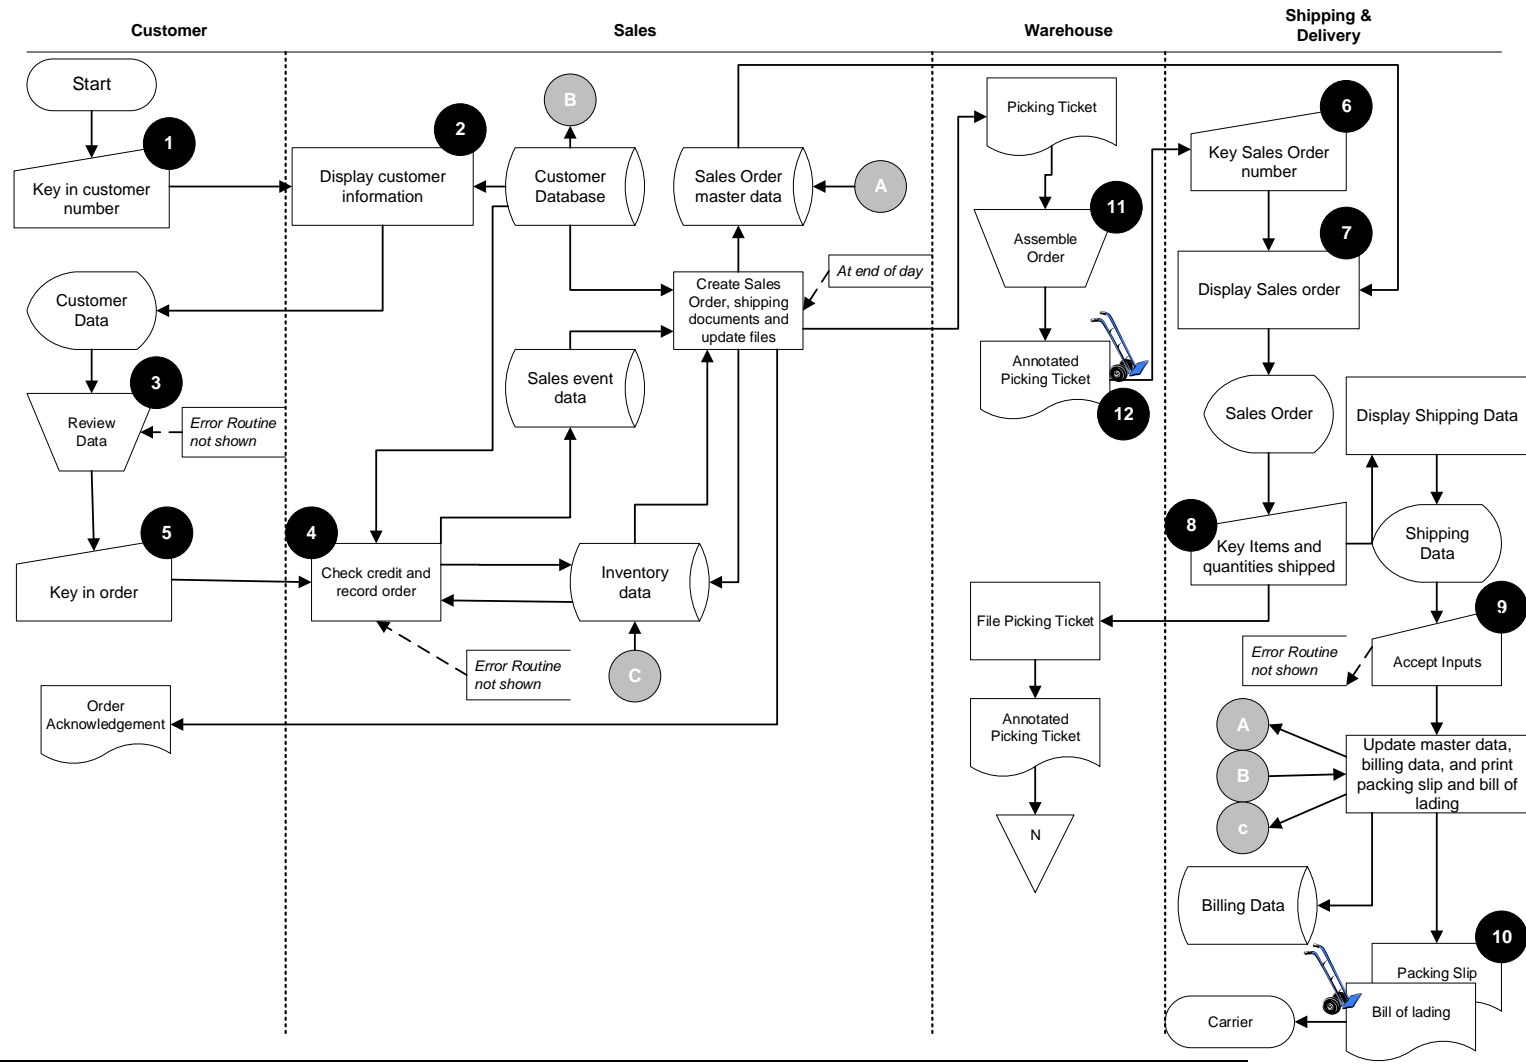 Customer
Sales
Warehouse
Shipping &
Delivery
Start
1
Key in customer
number
Customer
Data
3
Review
Data
Error Routine
not shown
5
Key in order
Order
Acknowledgement
2
Display customer
information
B
Customer
Database
Sales Order
master data
A
At end of day
Create Sales
Order, shipping
documents and
update files
Sales event
data
4
Check credit and
record order
Inventory
data
Error Routine
not shown
C
Picking Ticket
11
Assemble
Order
Annotated
Picking Ticket
12
File Picking Ticket
Annotated
Picking Ticket
N
6
Key Sales Order
number
7
Display Sales order
Sales Order
Display Shipping Data
8
Key Items and
quantities shipped
Shipping
Data
9
Accept Inputs
Error Routine
not shown
A
B
c
Update master data,
billing data, and print
packing slip and bill of
lading
Billing Data
10
Packing Slip
Bill of lading
Carrier